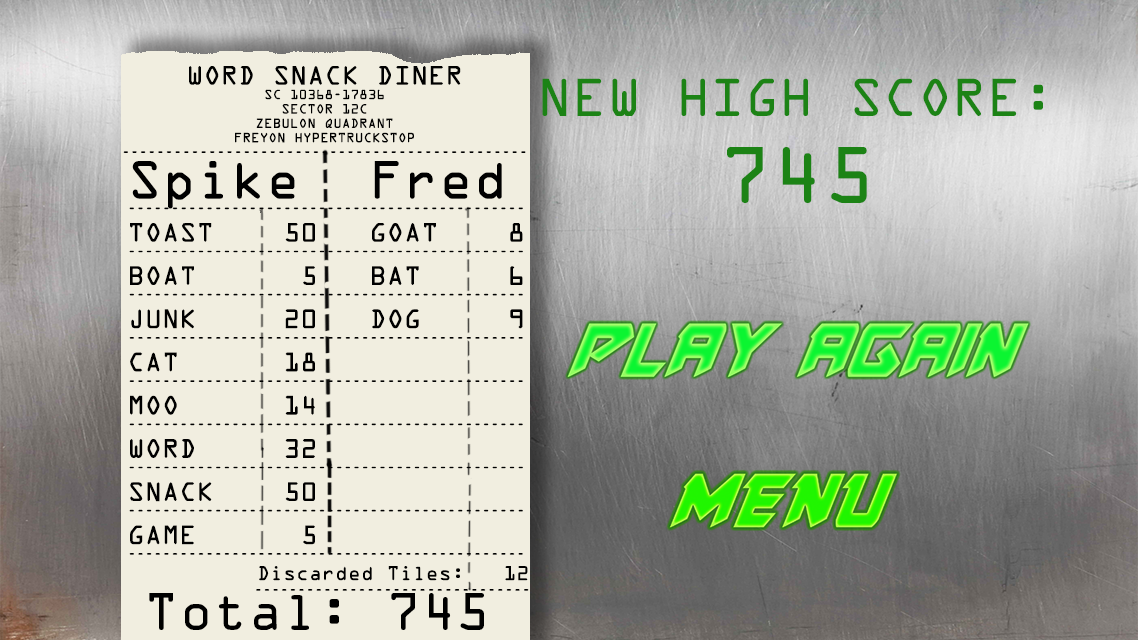 WORD SNACK DINER
SC 10368-17836
SECTOR 12C
ZEBULON QUADRANT
FREYON HYPERTRUCKSTOP
Spike Fred
TOAST 50 GOAT 8
BOAT 5 BAT 6
JUNK 20 DOG 9
CAT 18
MOO 14
WORD 32
SNACK 50
GAME 5
Discarded Tiles: 12
Total: 745
NEW HIGH SCORE:
745
PLAY AGAIN
MENU